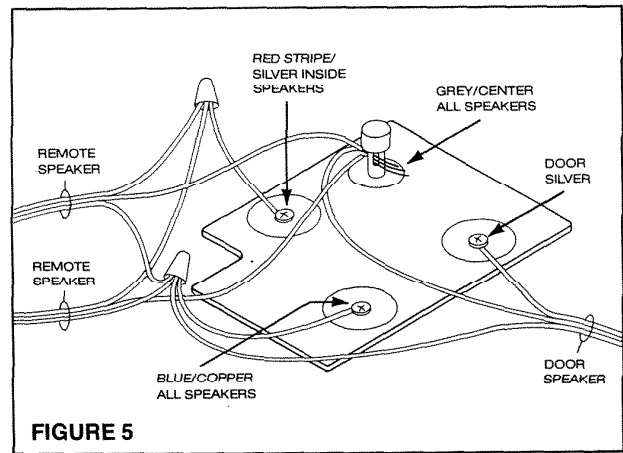 RED STRIPE/
SILVER INSIDE
SPEAKERS
GREY/CENTER
ALL SPEAKERS
REMOTE
SPEAKER
DOOR
SILVER
REMOTE
SPEAKER
BLUE/COPPER
ALL SPEAKERS
DOOR
SPEAKER
FIGURE 5